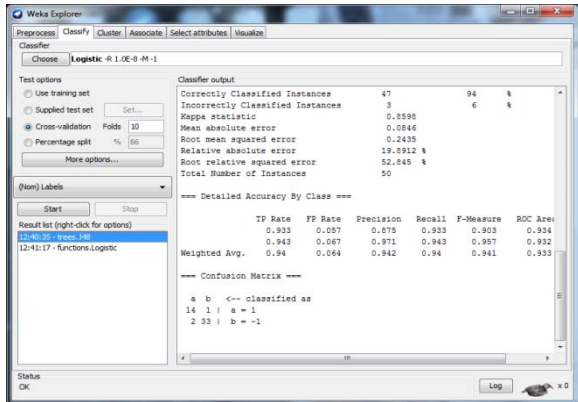 Weka Explorer
Preprocess Classify Cluster Associate Select attributes Visualize
Classifier
Choose Logistic -R 1.0E-8 -M -1
Test options
Use training set
Supplied test set Set...
Cross-validation Folds 10
Percentage split % 66
More options...
(Nom) Labels
Start Stop
Result list (right-click for options)
12:40:35 - trees.J48
12:41:17 - functions.Logistic
Classifier output
Correctly Classified Instances 47 94 %
Incorrectly Classified Instances 3 6 %
Kappa statistic 0.8598
Mean absolute error 0.0846
Root mean squared error 0.2435
Relative absolute error 19.8912 %
Root relative squared error 52.845 %
Total Number of Instances 50
=== Detailed Accuracy By Class ===
TP Rate FP Rate Precision Recall F-Measure ROC Area
0.933 0.057 0.875 0.933 0.903 0.934
0.943 0.067 0.971 0.943 0.957 0.932
Weighted Avg. 0.94 0.064 0.942 0.94 0.941 0.933
=== Confusion Matrix ===
a b <-- classified as
14 1 | a = 1
2 33 | b = -1
Status
OK
Log
x 0